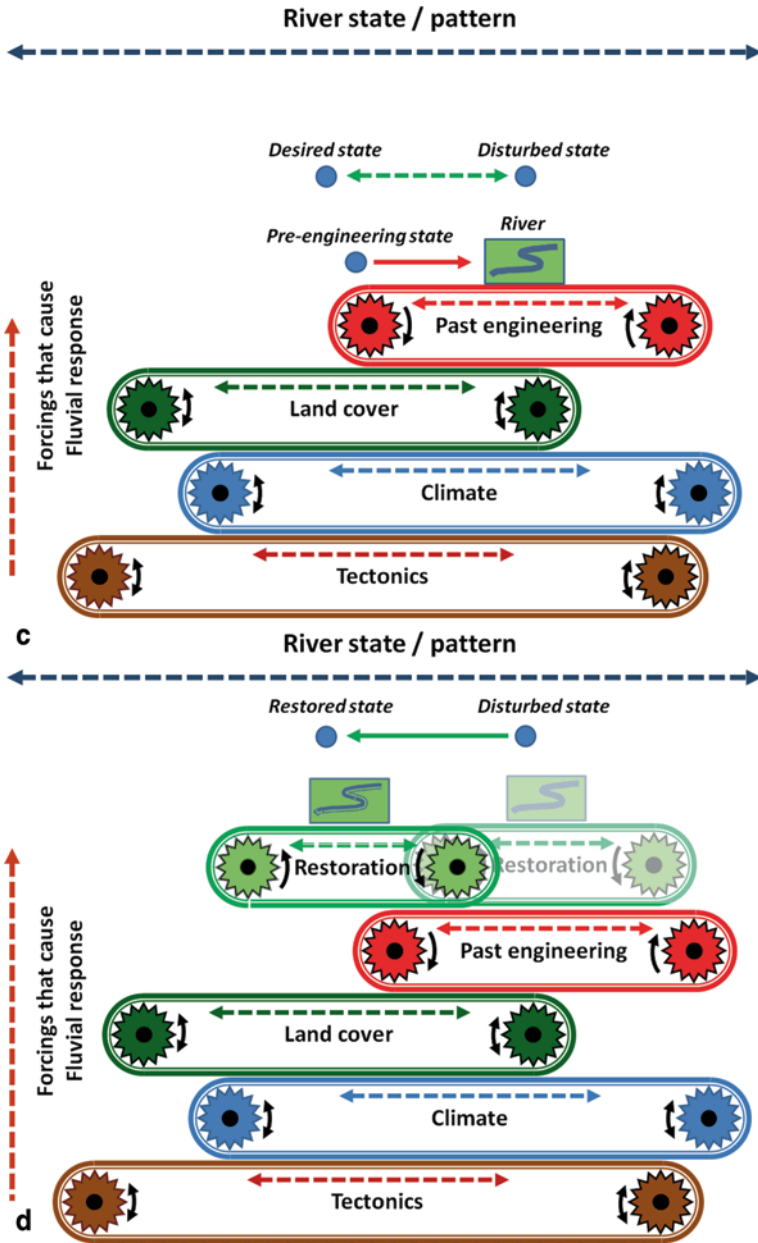 River state / pattern
Desired state
Disturbed state
Pre-engineering state
River
Past engineering
Forcings that cause
Fluvial response
Land cover
Climate
Tectonics
c
River state / pattern
Restored state
Disturbed state
Restoration
Restoration
Past engineering
Forcings that cause
Fluvial response
Land cover
Climate
Tectonics
d